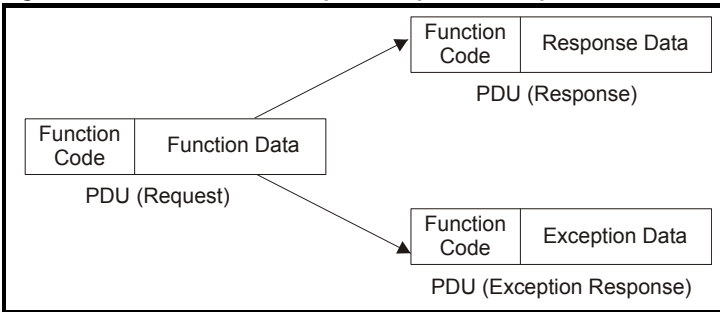 Function
Code
Response Data
PDU (Response)
Function
Code
Function Data
PDU (Request)
Function
Code
Exception Data
PDU (Exception Response)